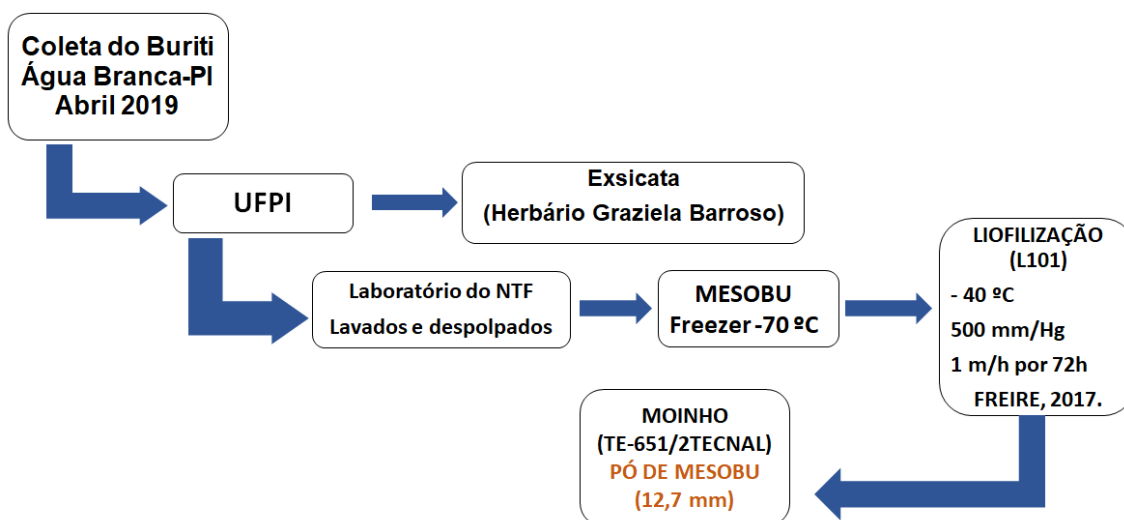 Coleta do Buriti
Água Branca-PI
Abril 2019
UFPI
Exsicata
(Herbário Graziela Barroso)
Laboratório do NTF
Lavados e despolpados
MESOBU
Freezer -70 ºC
LIOFILIZAÇÃO
(L101)
- 40 ºC
500 mm/Hg
1 m/h por 72h
FREIRE, 2017.
MOINHO
(TE-651/2TECNAL)
PÓ DE MESOBU
(12,7 mm)